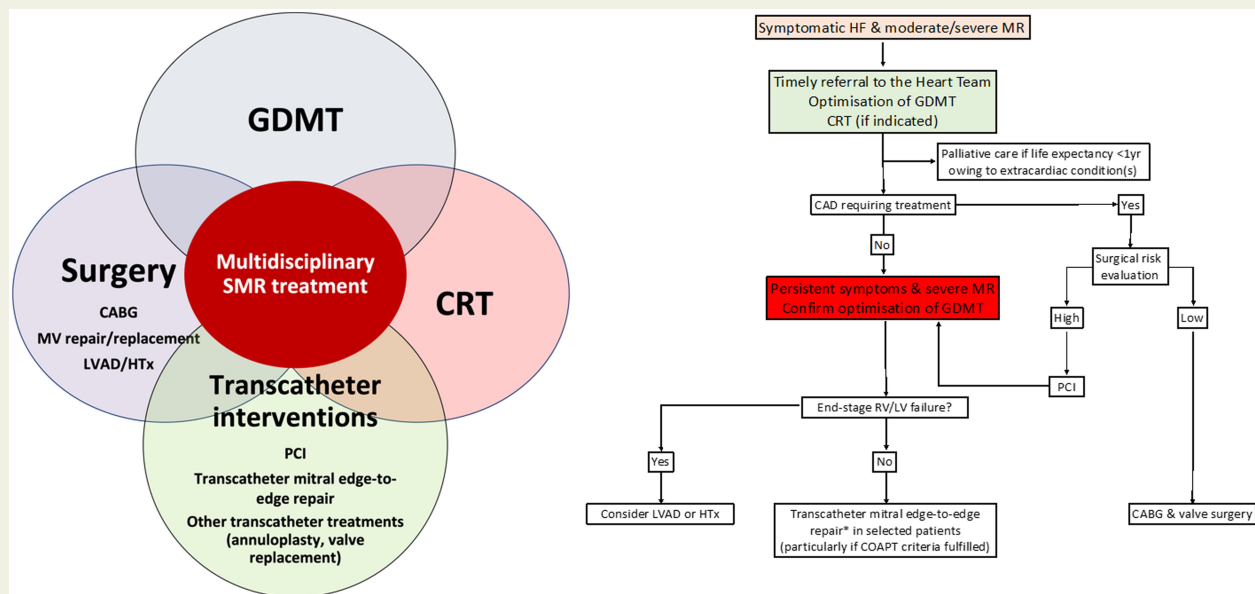 GDMT
Surgery
CABG
MV repair/replacement
LVAD/HTx
Multidisciplinary
SMR treatment
CRT
Transcatheter
interventions
PCI
Transcatheter mitral edge-to-
edge repair
Other transcatheter treatments
(annuloplasty, valve
replacement)
Symptomatic HF & moderate/severe MR
Timely referral to the Heart Team
Optimisation of GDMT
CRT (if indicated)
Palliative care if life expectancy <1yr
owing to extracardiac condition(s)
CAD requiring treatment
Yes
No
Surgical risk
evaluation
Persistent symptoms & severe MR
Confirm optimisation of GDMT
High
Low
PCI
End-stage RV/LV failure?
Yes
No
Consider LVAD or HTx
Transcatheter mitral edge-to-edge
repair* in selected patients
(particularly if COAPT criteria fulfilled)
CABG & valve surgery